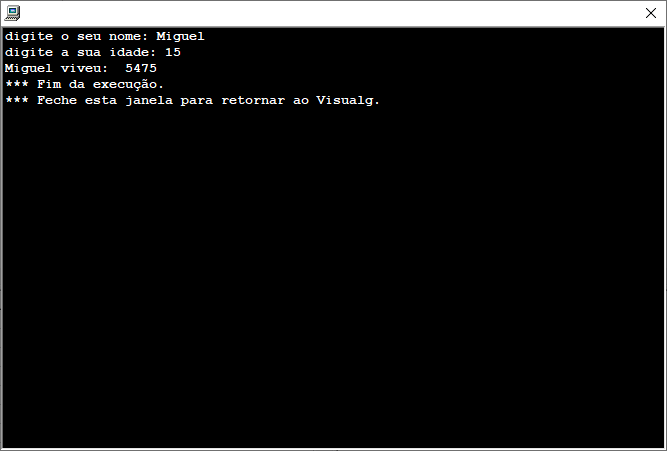 digite o seu nome: Miguel
digite a sua idade: 15
Miguel viveu:  5475
*** Fim da execução.
*** Feche esta janela para retornar ao Visualg.